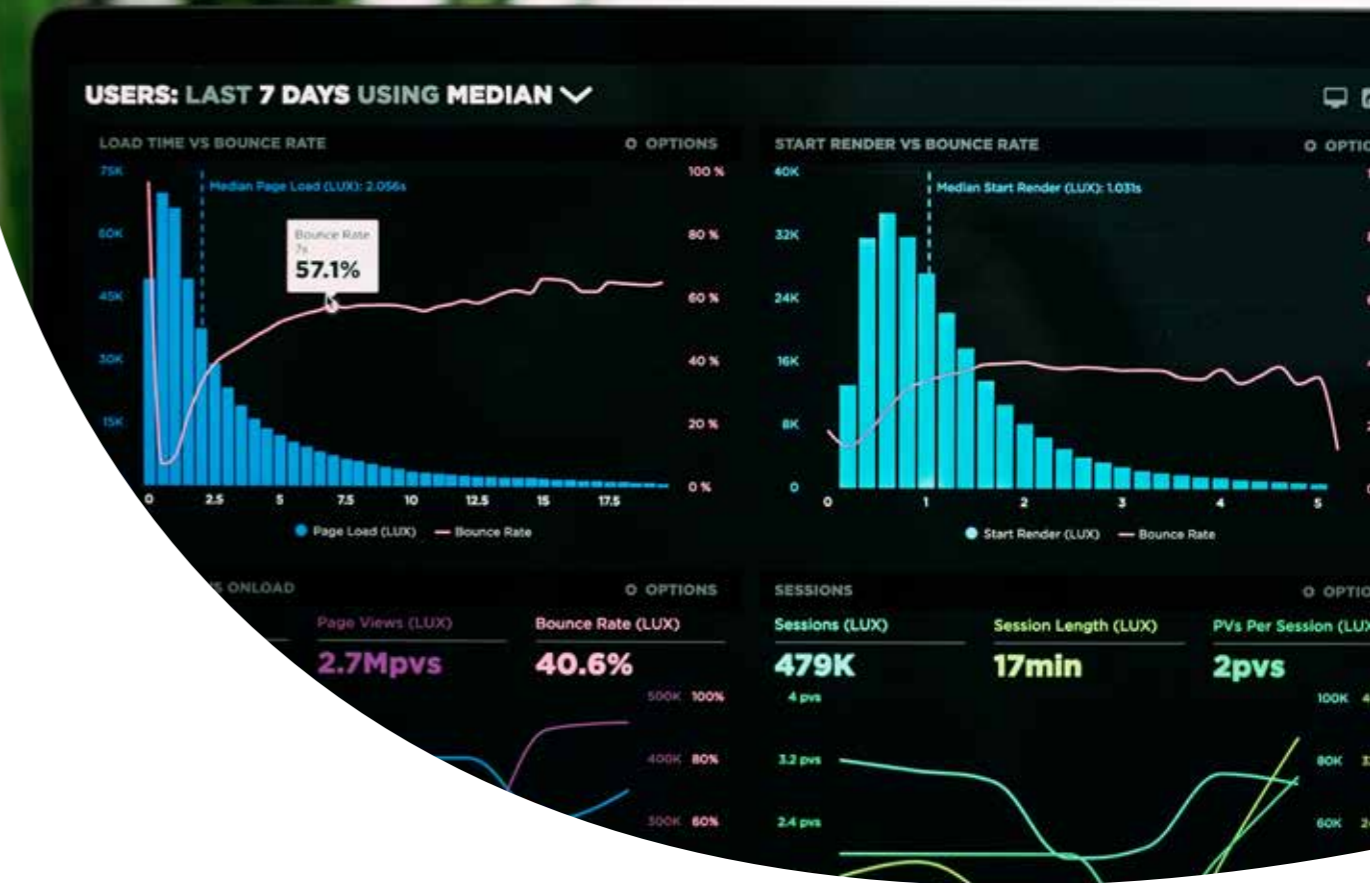 USERS: LAST 7 DAYS USING MEDIAN
LOAD TIME VS BOUNCE RATE
OPTIONS
75K
60K
45K
30K
15K
Median Page Load (LUX): 2.056s
Bounce Rate
7s
57.1%
100 %
80 %
60 %
40 %
20 %
0 %
0 2.5 5 7.5 10 12.5 15 17.5
Page Load (LUX) Bounce Rate
START RENDER VS BOUNCE RATE
40K
32K
24K
16K
8K
0
Median Start Render (LUX): 1.031s
0 1 2 3 4 5
Start Render (LUX) Bounce Rate
ONLOAD
OPTIONS
Page Views (LUX) Bounce Rate (LUX)
2.7Mpvs 40.6%
500K 100%
400K 80%
300K 60%
SESSIONS
Sessions (LUX) Session Length (LUX) PVs Per Session (LUX
479K 17min 2pvs
4 pvs
3.2 pvs
2.4 pvs
100K
80K
60K